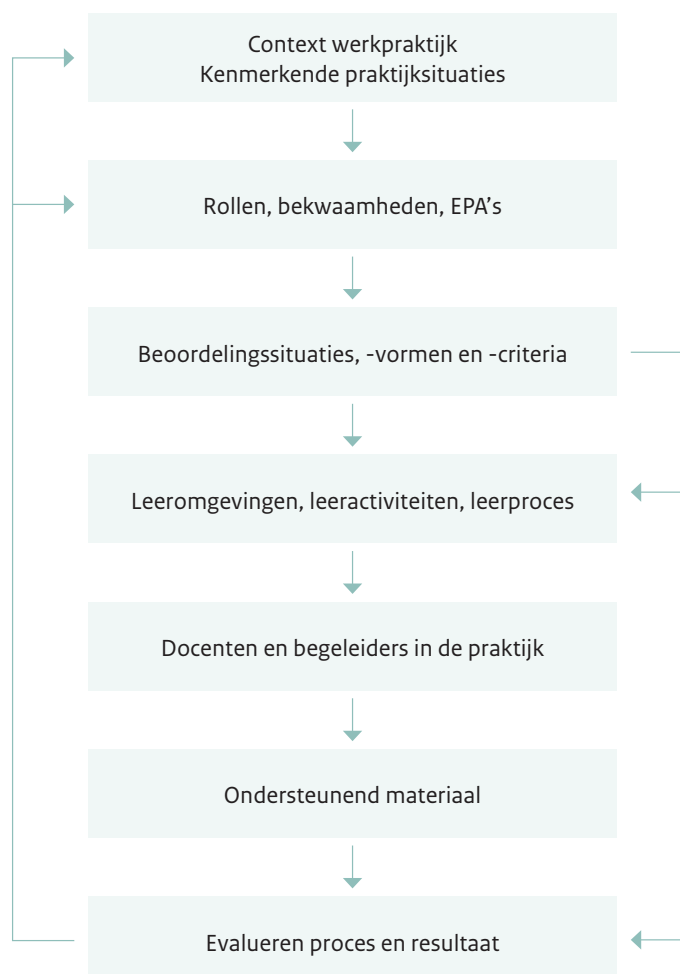 Context werkpraktijk
Kenmerkende praktijksituaties
Rollen, bekwaamheden, EPA’s
Beoordelingssituaties, -vormen en -criteria
Leeromgevingen, leeractiviteiten, leerproces
Docenten en begeleiders in de praktijk
Ondersteunend materiaal
Evalueren proces en resultaat